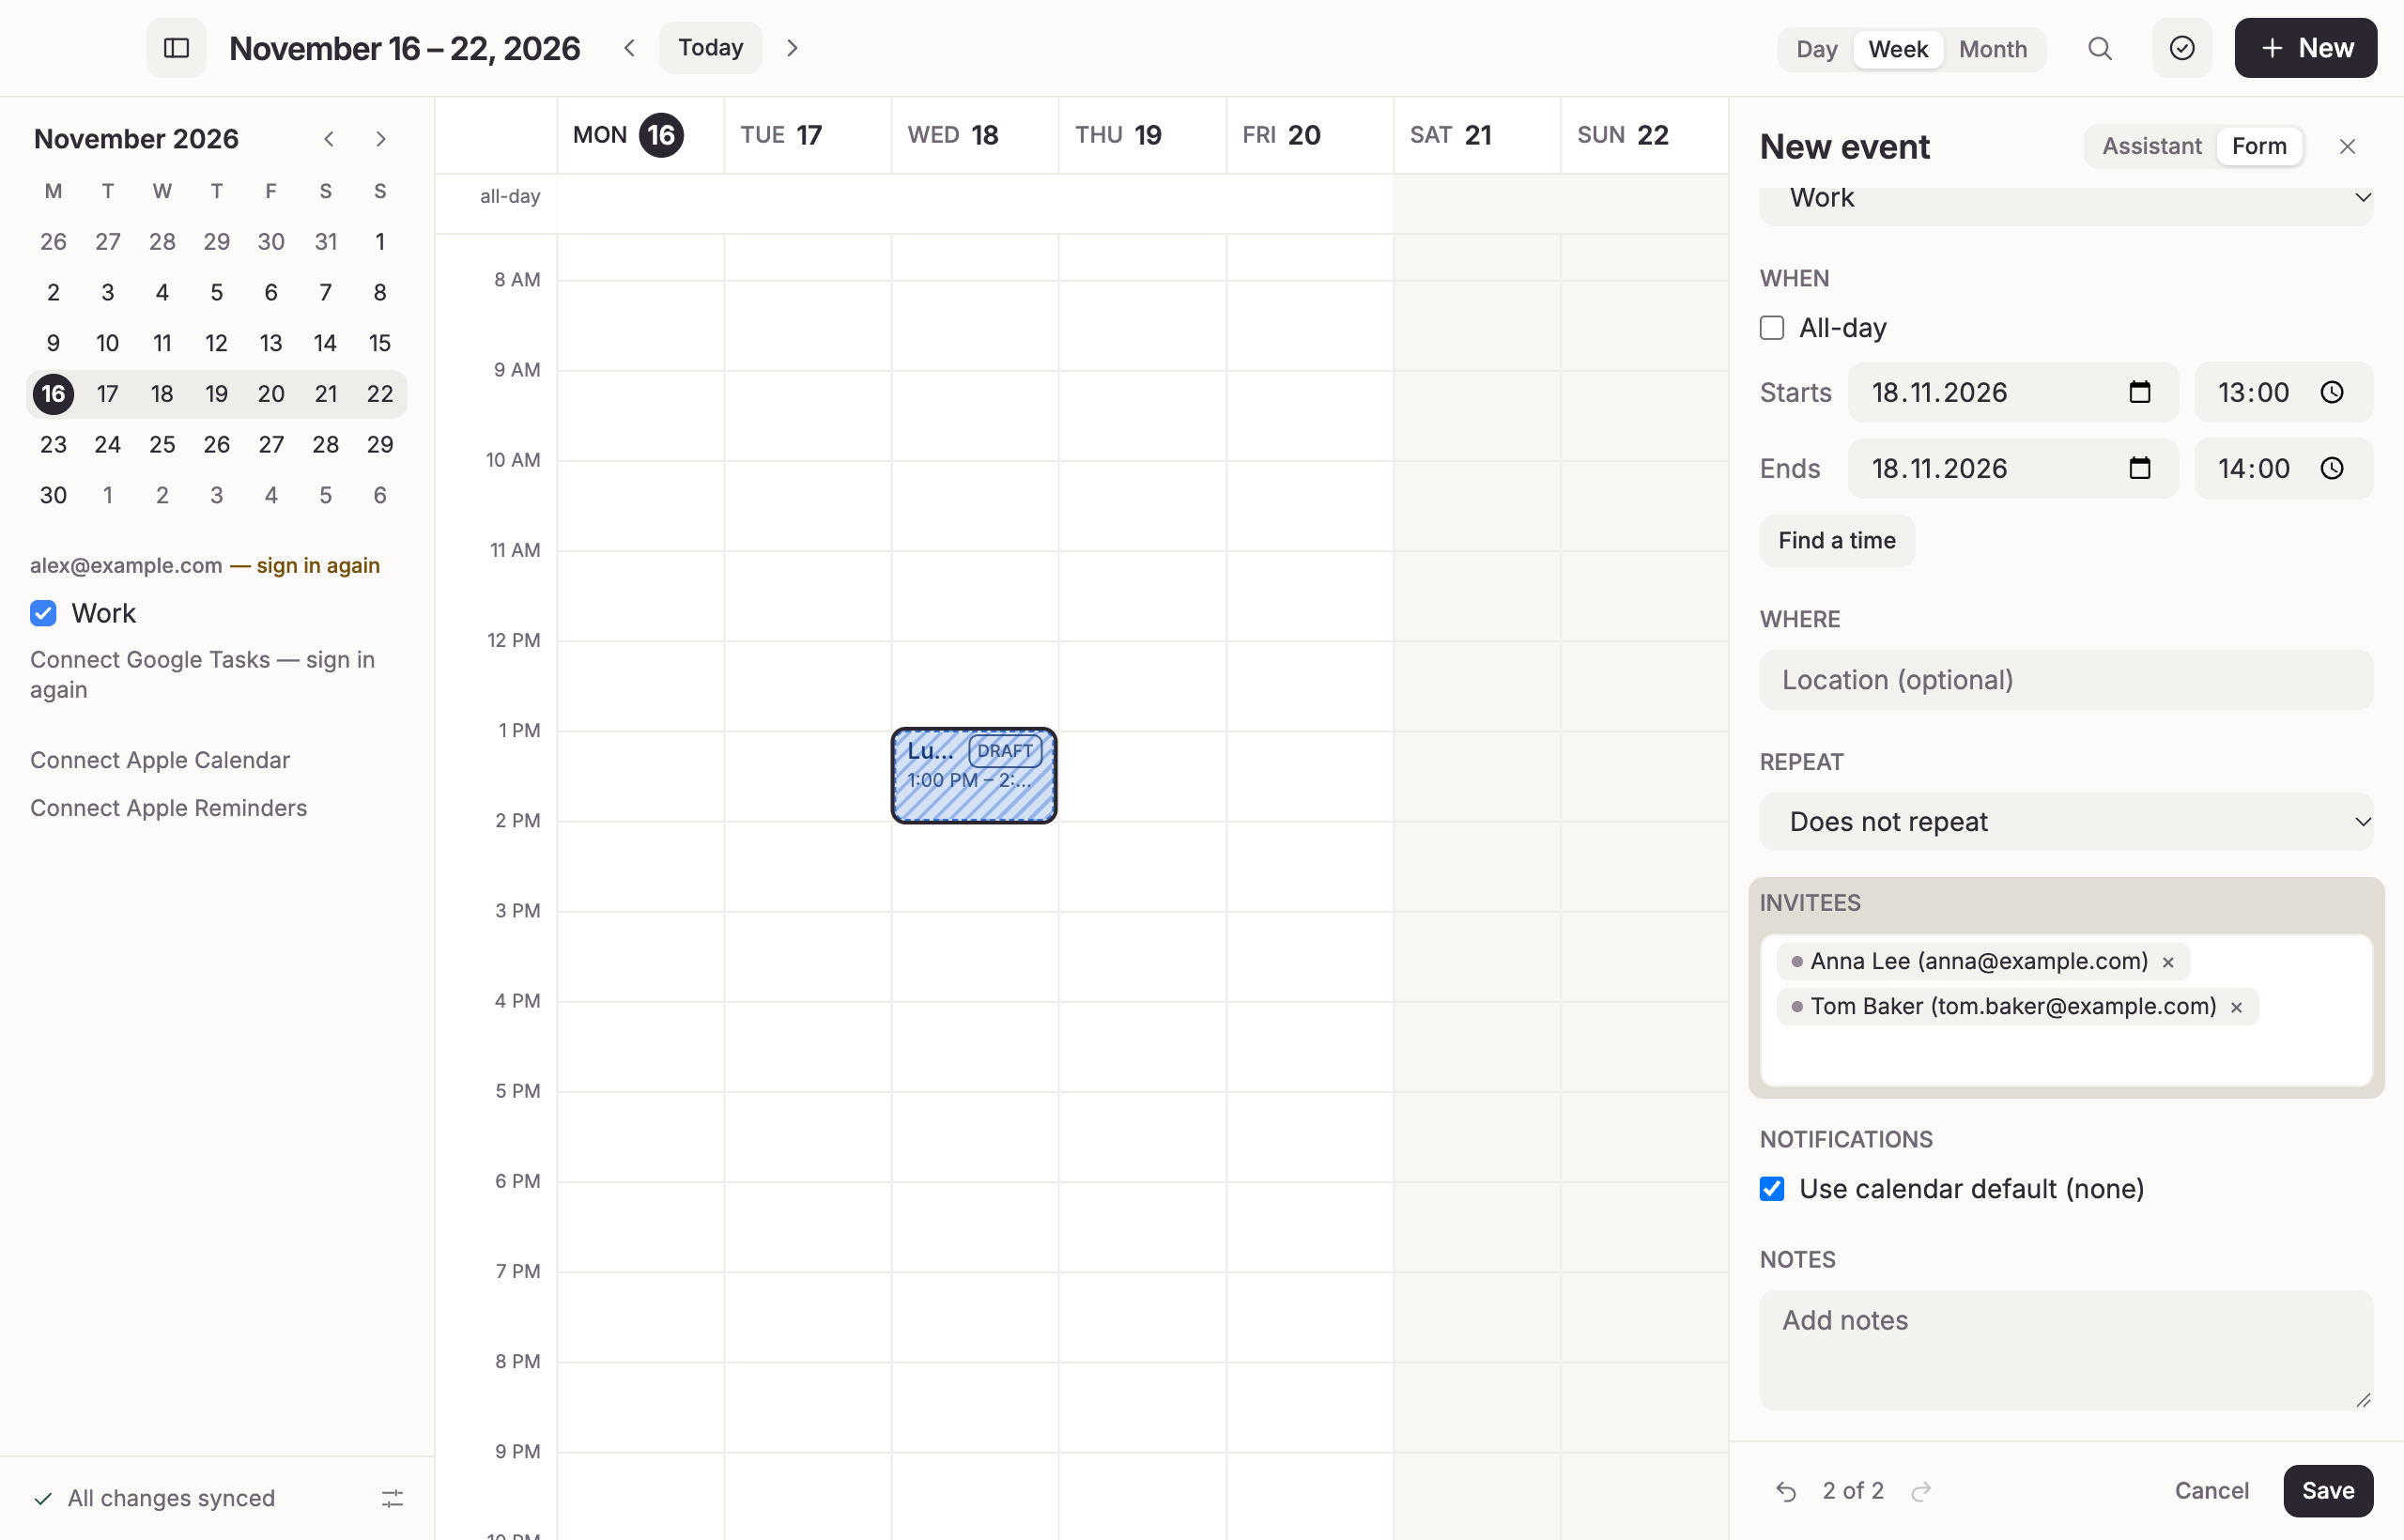 November 16 – 22, 2026
Today
Day
Week
Month
New
November 2026
M T W T F S S
26 27 28 29 30 31 1
2 3 4 5 6 7 8
9 10 11 12 13 14 15
16 17 18 19 20 21 22
23 24 25 26 27 28 29
30 1 2 3 4 5 6
alex@example.com — sign in again
Work
Connect Google Tasks — sign in
again
Connect Apple Calendar
Connect Apple Reminders
All changes synced
MON 16
TUE 17
WED 18
THU 19
FRI 20
SAT 21
SUN 22
all-day
8 AM
9 AM
10 AM
11 AM
12 PM
1 PM
Lu... DRAFT
1:00 PM – 2:...
2 PM
3 PM
4 PM
5 PM
6 PM
7 PM
8 PM
9 PM
10 PM
New event
Assistant
Form
Work
WHEN
All-day
Starts 18.11.2026 13:00
Ends 18.11.2026 14:00
Find a time
WHERE
Location (optional)
REPEAT
Does not repeat
INVITEES
Anna Lee (anna@example.com) ×
Tom Baker (tom.baker@example.com) ×
NOTIFICATIONS
Use calendar default (none)
NOTES
Add notes
2 of 2
Cancel
Save